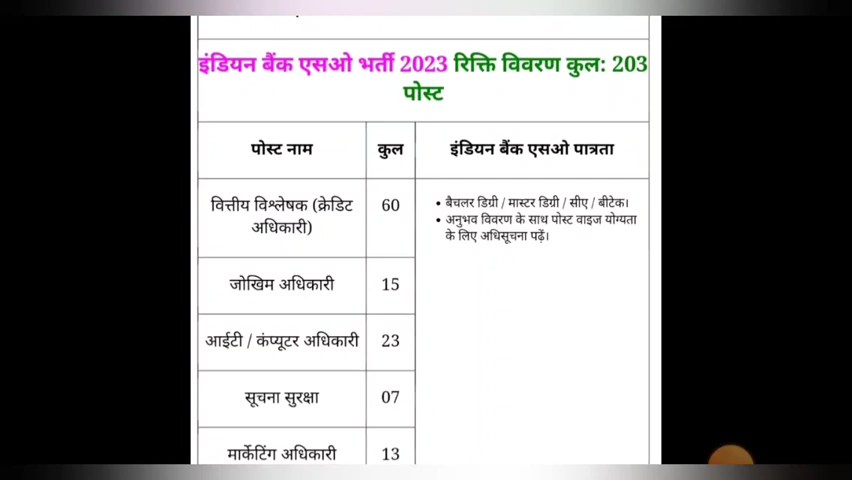 इंडियन बैंक एसओ भर्ती 2023 रिक्ति विवरण कुल: 203
पोस्ट
पोस्ट नाम
कुल
इंडियन बैंक एसओ पात्रता
वित्तीय विश्लेषक (क्रेडिट
अधिकारी)
60
• बैचलर डिग्री / मास्टर डिग्री / सीए / बीटेक।
• अनुभव विवरण के साथ पोस्ट वाइज योग्यता
के लिए अधिसूचना पढ़ें।
जोखिम अधिकारी
15
आईटी / कंप्यूटर अधिकारी
23
सूचना सुरक्षा
07
मार्केटिंग अधिकारी
13